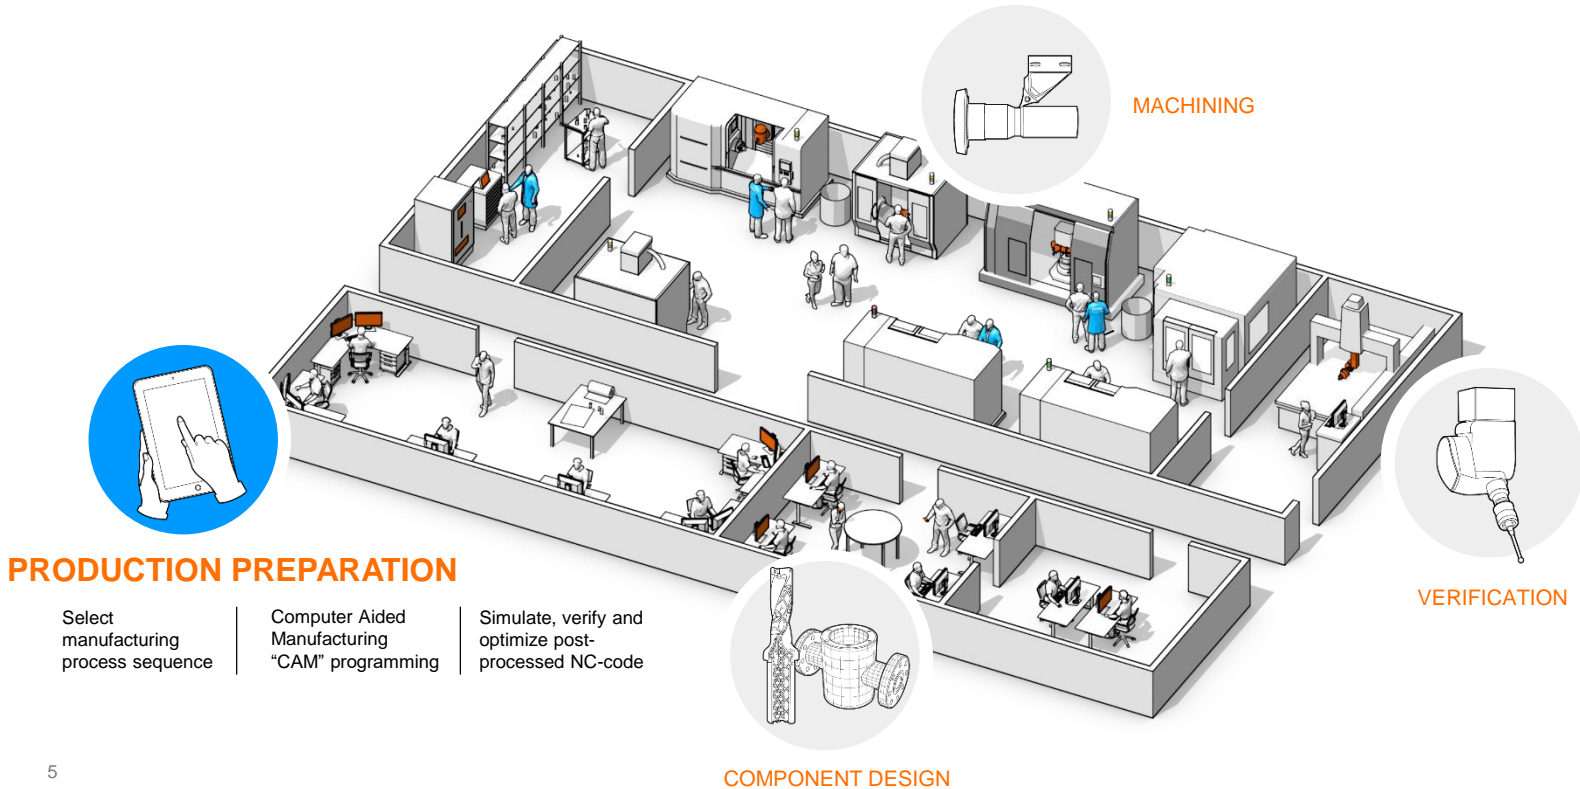 MACHINING
PRODUCTION PREPARATION
Select
manufacturing
process sequence
Computer Aided
Manufacturing
“CAM” programming
Simulate, verify and
optimize post-
processed NC-code
VERIFICATION
COMPONENT DESIGN
5